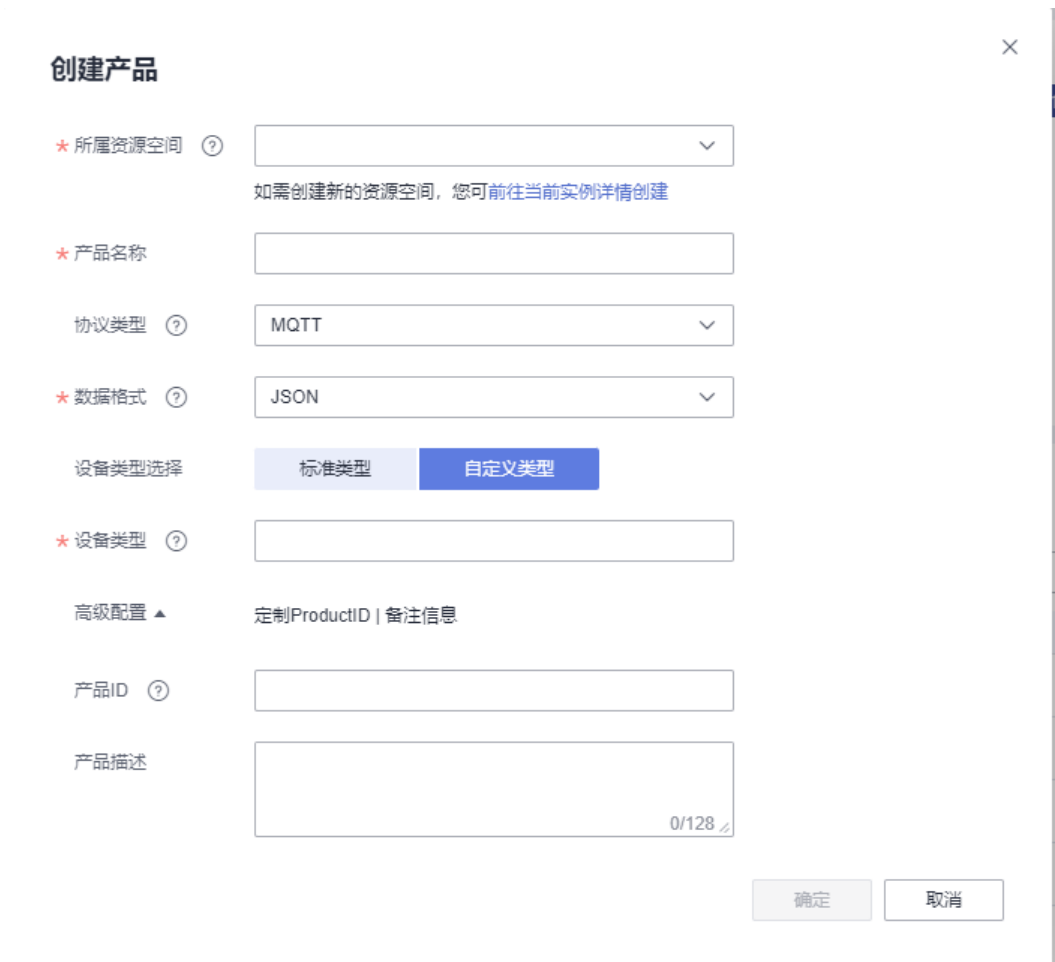 创建产品
* 所属资源空间 ?
如需创建新的资源空间，您可前往当前实例详情创建
* 产品名称
协议类型 ? MQTT
* 数据格式 ? JSON
设备类型选择 标准类型 自定义类型
* 设备类型 ?
高级配置 ▲ 定制ProductID | 备注信息
产品ID ?
产品描述
0/128
确定 取消